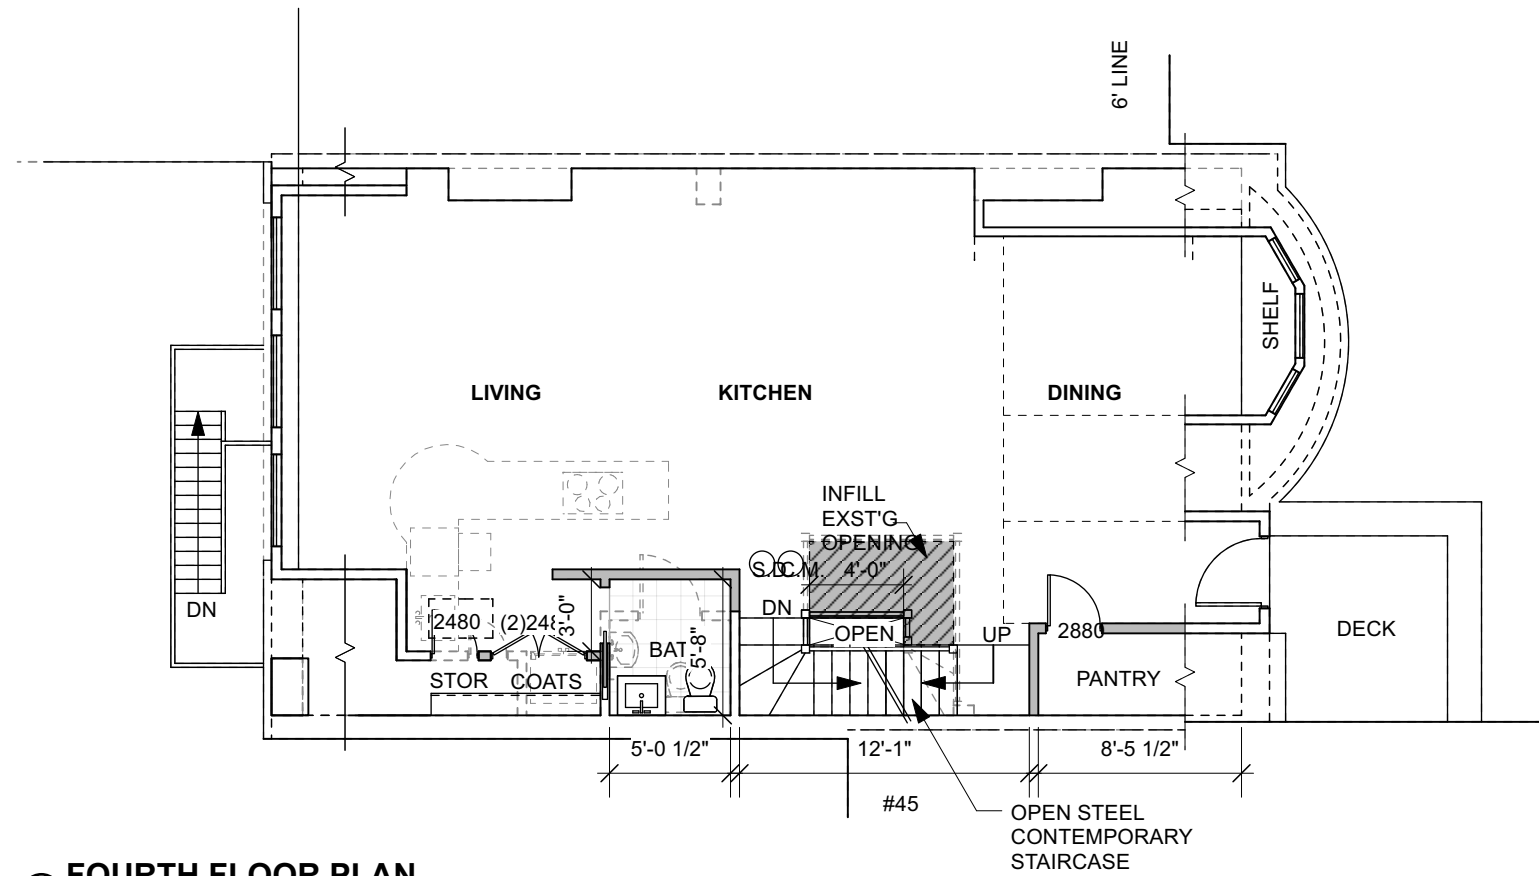 6' LINE
SHELF
LIVING
KITCHEN
DINING
INFILL
EXST'G
OPENING
S.D.
C.M.
4'-0"
DN
DN
2480
(2)248
3'-0"
BAT
5'-8"
OPEN
UP
2880
DECK
STOR
COATS
PANTRY
5'-0 1/2"
12'-1"
8'-5 1/2"
#45
OPEN STEEL
CONTEMPORARY
STAIRCASE
FOURTH FLOOR PLAN